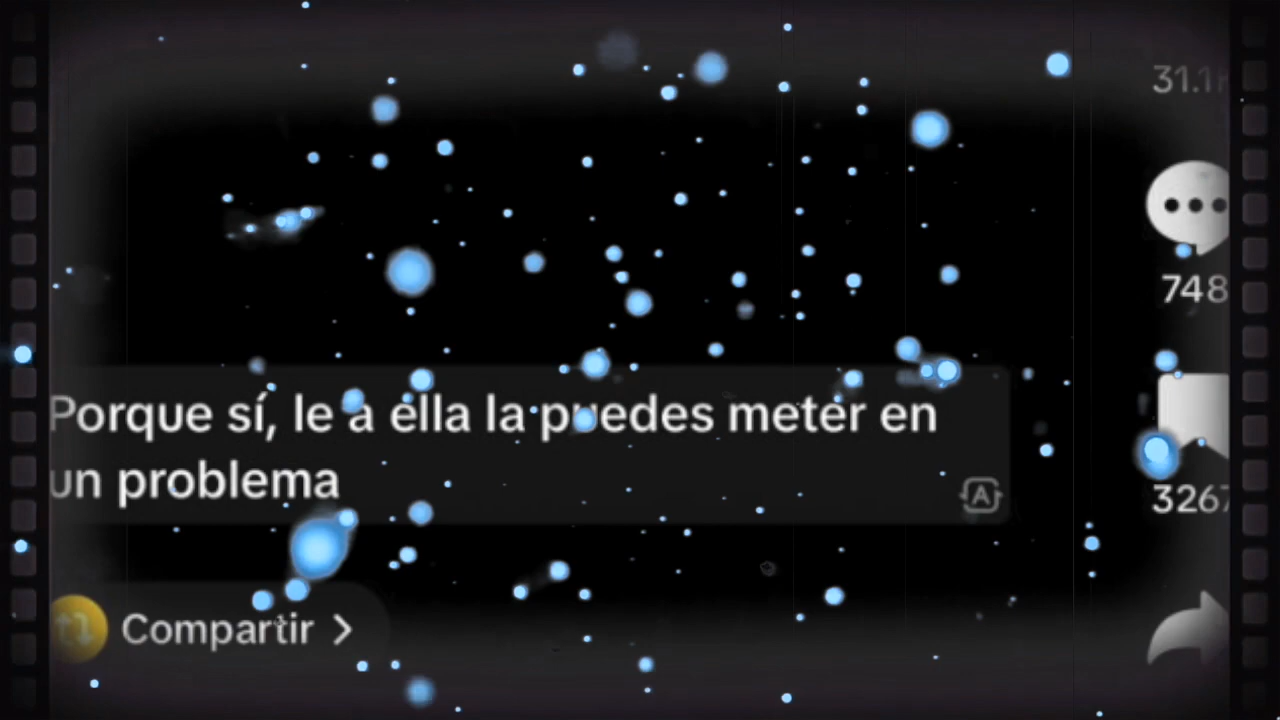 31.1
748
Porque sí, le a ella la puedes meter en
un problema
A
3267
Compartir